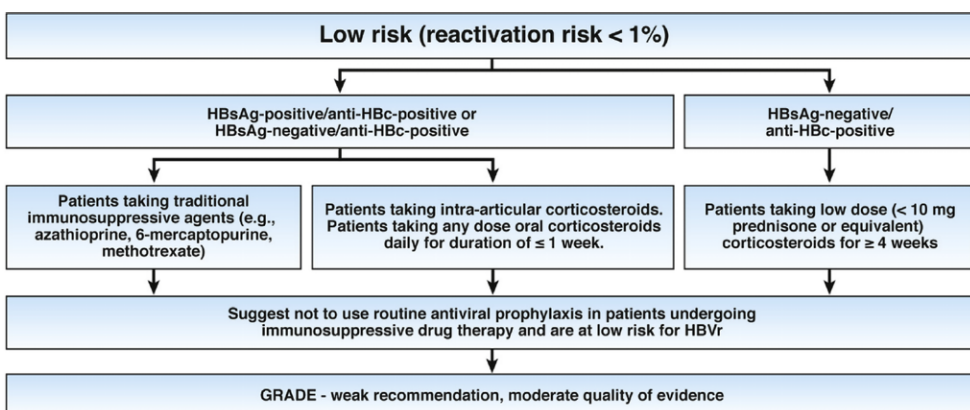 Low risk (reactivation risk < 1%)
HBsAg-positive/anti-HBc-positive or
HBsAg-negative/anti-HBc-positive
HBsAg-negative/
anti-HBc-positive
Patients taking traditional
immunosuppressive agents (e.g.,
azathioprine, 6-mercaptopurine,
methotrexate)
Patients taking intra-articular corticosteroids.
Patients taking any dose oral corticosteroids
daily for duration of ≤ 1 week.
Patients taking low dose (< 10 mg
prednisone or equivalent)
corticosteroids for ≥ 4 weeks
Suggest not to use routine antiviral prophylaxis in patients undergoing
immunosuppressive drug therapy and are at low risk for HBVr
GRADE - weak recommendation, moderate quality of evidence